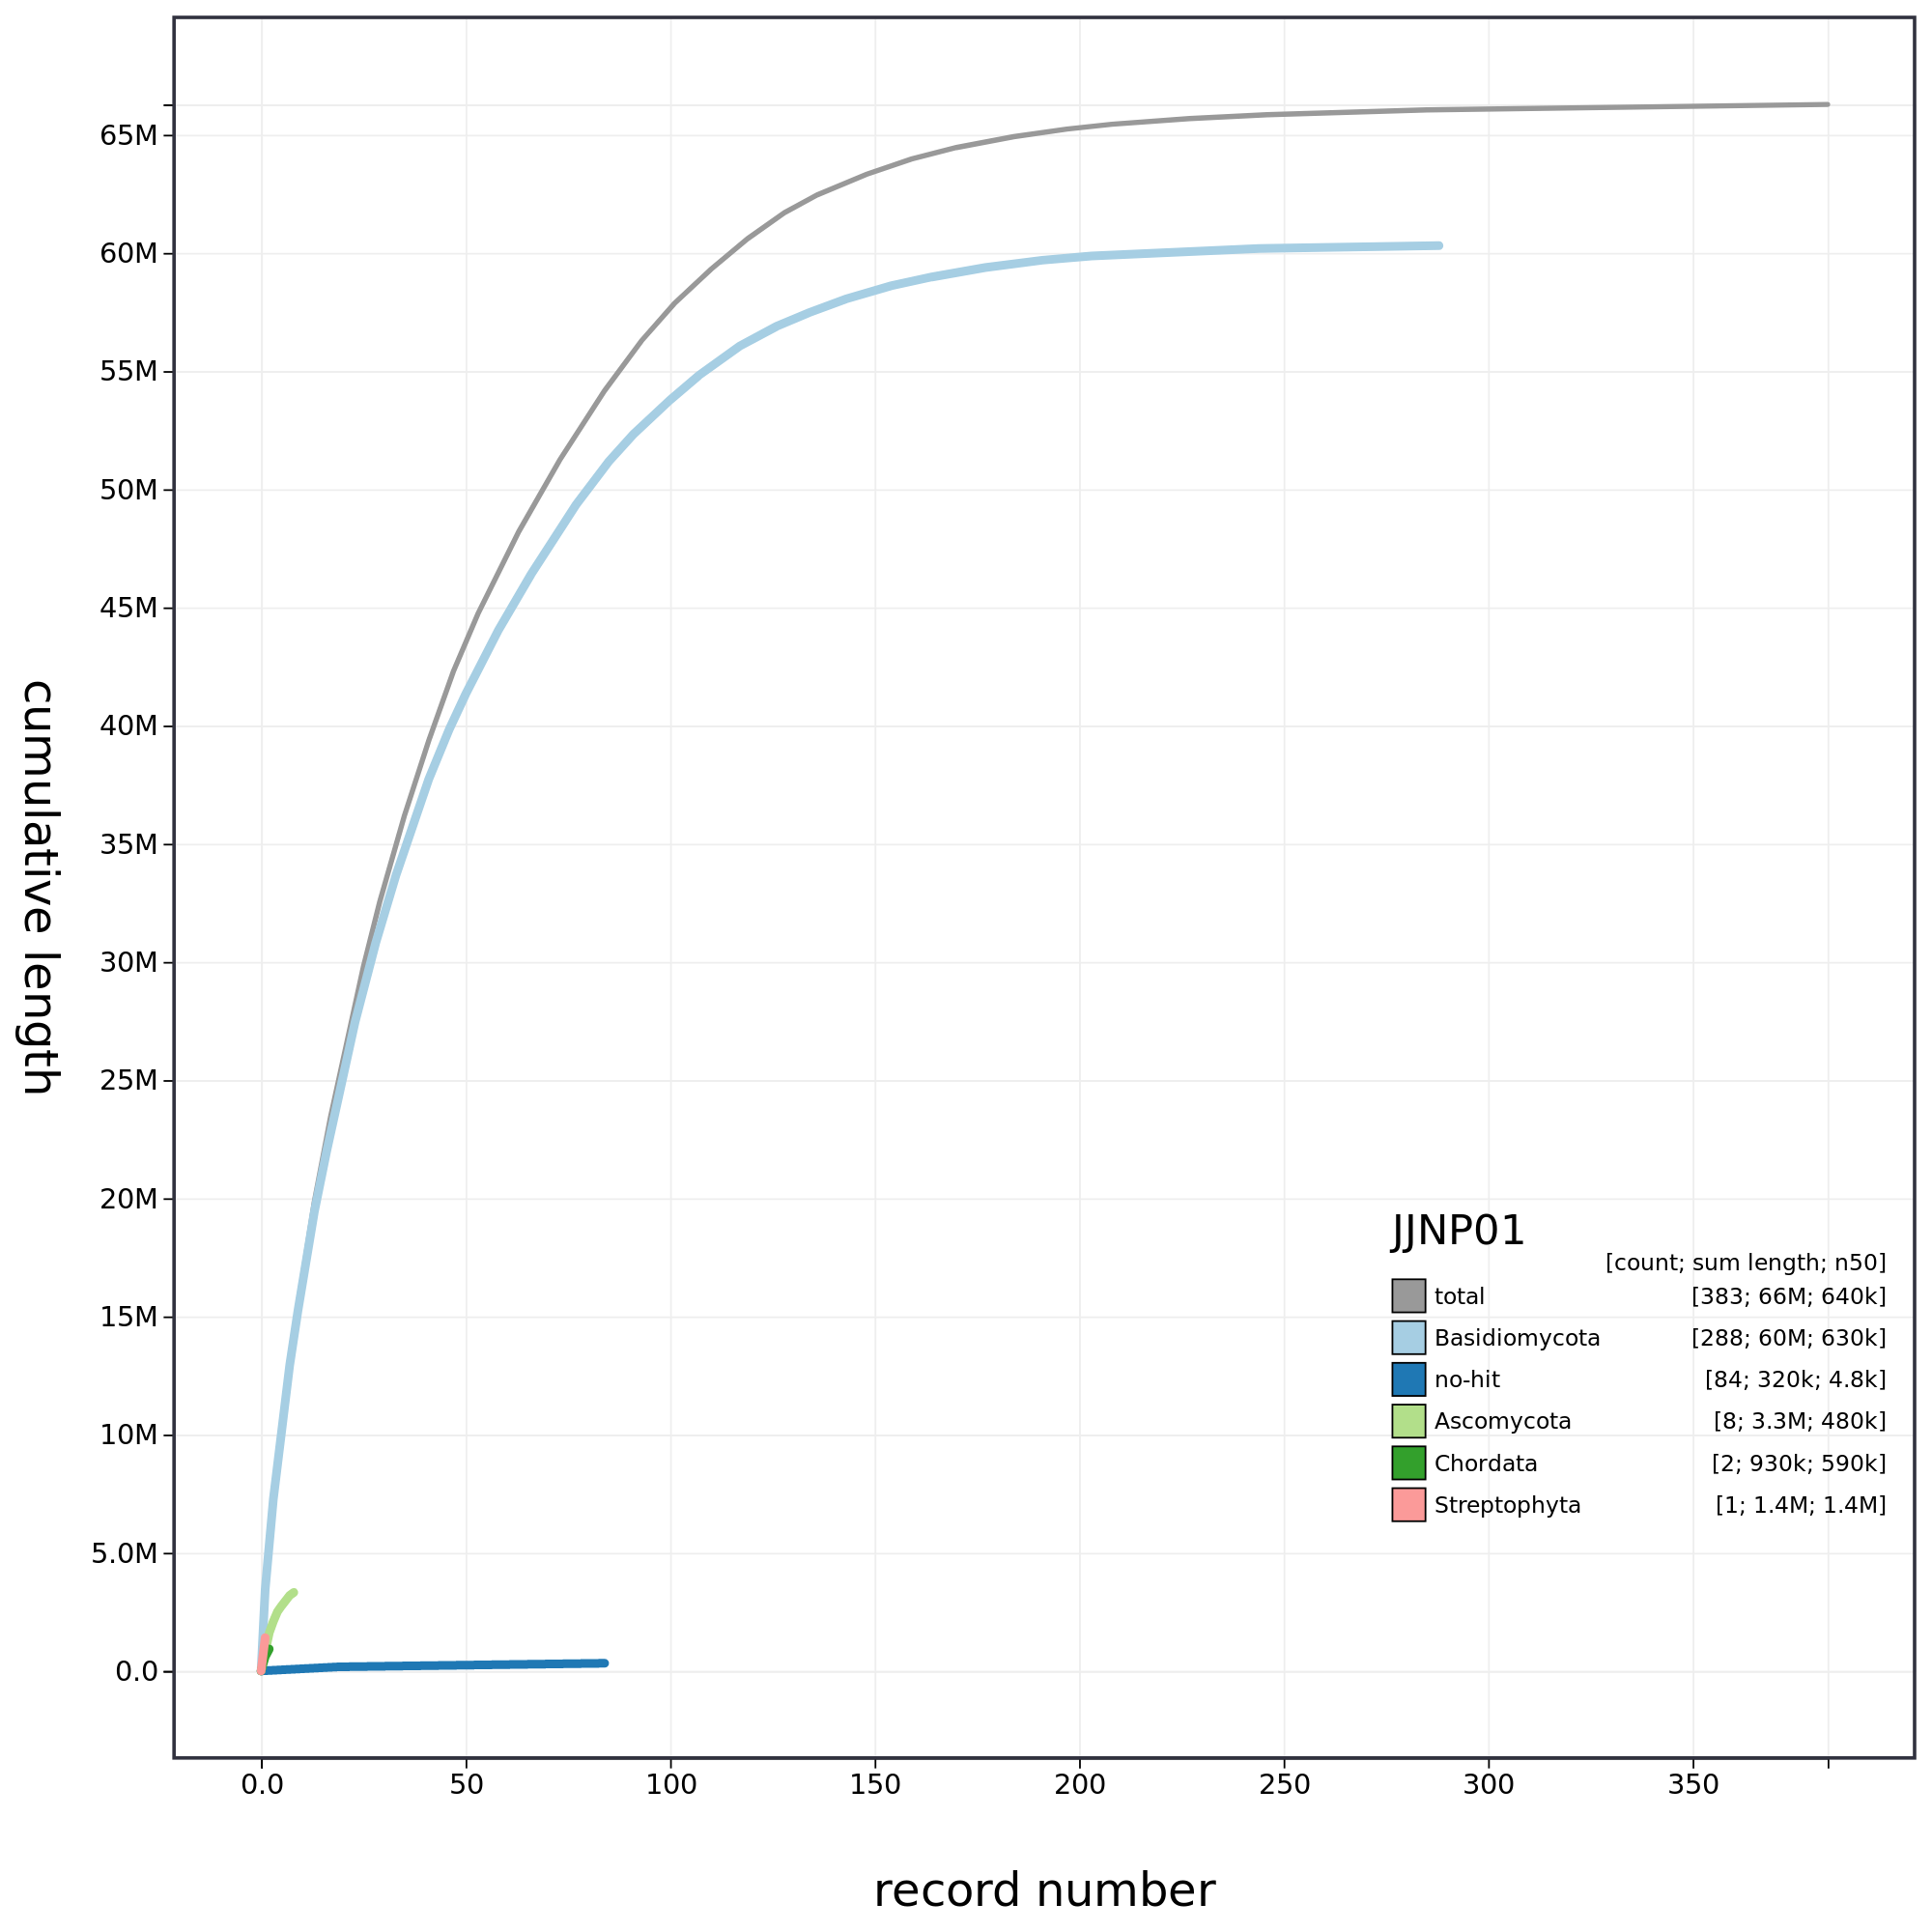 65M
60M
55M
50M
45M
40M
35M
30M
25M
20M
15M
10M
5.0M
0.0
cumulative length
JJNP01
[count; sum length; n50]
total [383; 66M; 640k]
Basidiomycota [288; 60M; 630k]
no-hit [84; 320k; 4.8k]
Ascomycota [8; 3.3M; 480k]
Chordata [2; 930k; 590k]
Streptophyta [1; 1.4M; 1.4M]
0.0 50 100 150 200 250 300 350
record number